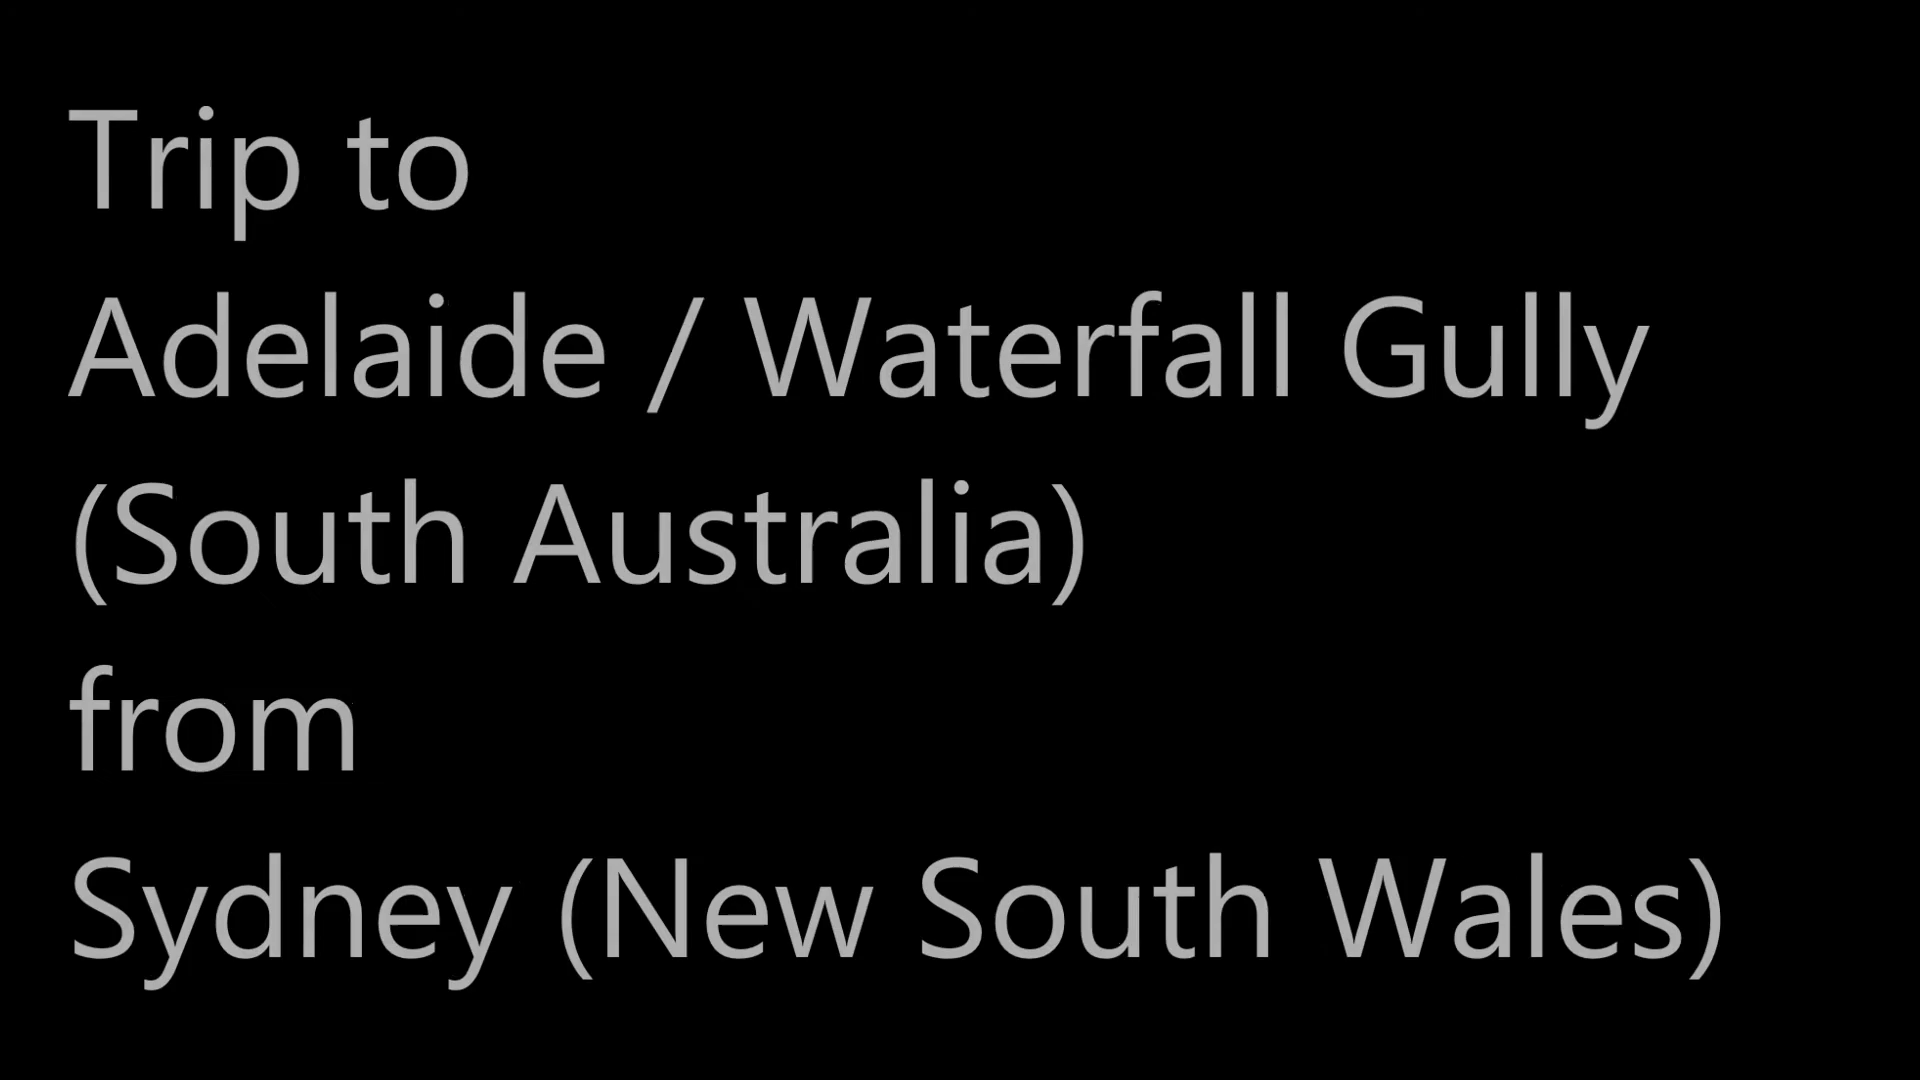 Trip to
Adelaide / Waterfall Gully
(South Australia)
from
Sydney (New South Wales)